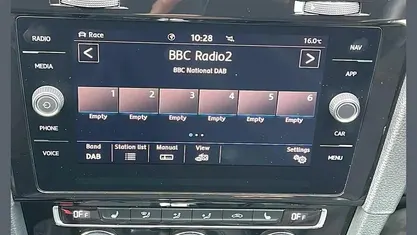 RADIO
MEDIA
PHONE
VOICE
Race 10:28 16.0°C
BBC Radio2
BBC National DAB
1 2 3 4 5 6
Empty Empty Empty Empty Empty Empty
Band Station list Manual View Settings
DAB
NAV
APP
CAR
MENU
OFF OFF